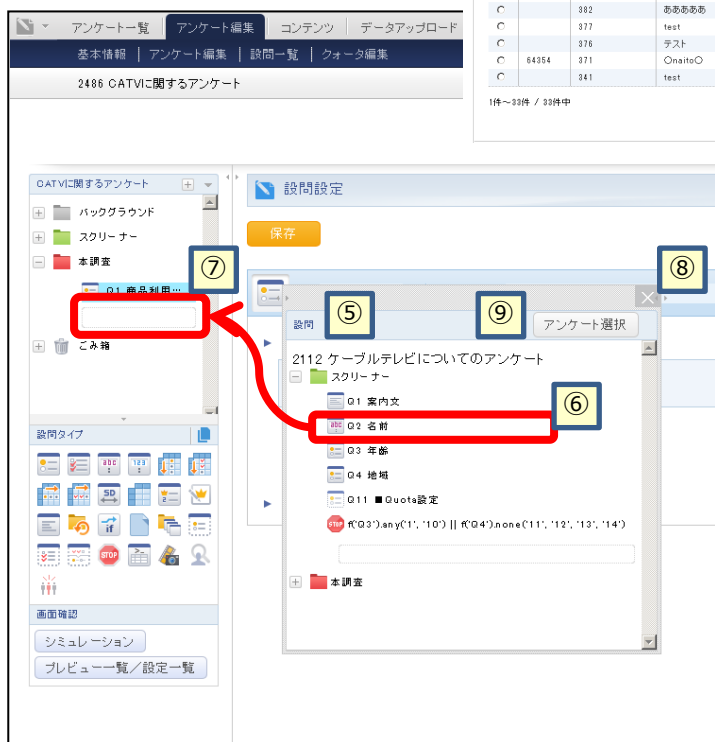 382 あああああ
377 test
376 テスト
64354 371 〇naito〇
341 test
1件～33件 / 33件中
アンケート一覧 アンケート編集 コンテンツ データアップロード
基本情報 | アンケート編集 | 設問一覧 | クォータ編集
2486 CATVに関するアンケート
CATVに関するアンケート
バックグラウンド
スクリーナー
本調査
Q1 商品利用…
ごみ箱
⑦
設問タイプ
abc
123
SD
if
STOP
画面確認
シミュレーション
プレビュー一覧／設定一覧
設問設定
保存
⑧
設問
⑤
⑨
アンケート選択
2112 ケーブルテレビについてのアンケート
スクリーナー
Q1 案内文
⑥
abc Q2 名前
Q3 年齢
Q4 地域
Q11 ■Quota設定
STOP f('Q3').any('1', '10') || f('Q4').none('11', '12', '13', '14')
本調査